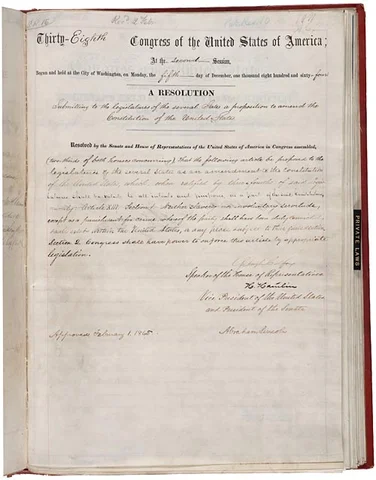 Thirty-Eighth Congress of the United States of America;
At the second Session,
Begun and held at the City of Washington, on Monday, the fifth day of December, one thousand eight hundred and sixty-four
A RESOLUTION
Submitting to the legislatures of the several States a proposition to amend the
Constitution of the United States
Resolved by the Senate and House of Representatives of the United States of America in Congress assembled,
(two-thirds of both houses concurring) That the following article be proposed to the
legislatures of the several States as an amendment to the constitution
of the United States, which when ratified by three-fourths of said
shall be valid to all intents and purposes as a part of the said
Article XIII. Section 1. Neither slavery nor involuntary servitude,
except as a punishment for crime whereof the party shall have been duly
shall exist within the United States, or any place subject to their jurisdiction.
Section 2. Congress shall have power to enforce this article by appropriate
legislation.
Speaker of the House of Representatives
H. Hamlin
Vice President of the United States
and President of the Senate
Approved February 1. 1865
Abraham Lincoln
PRIVATE LAWS